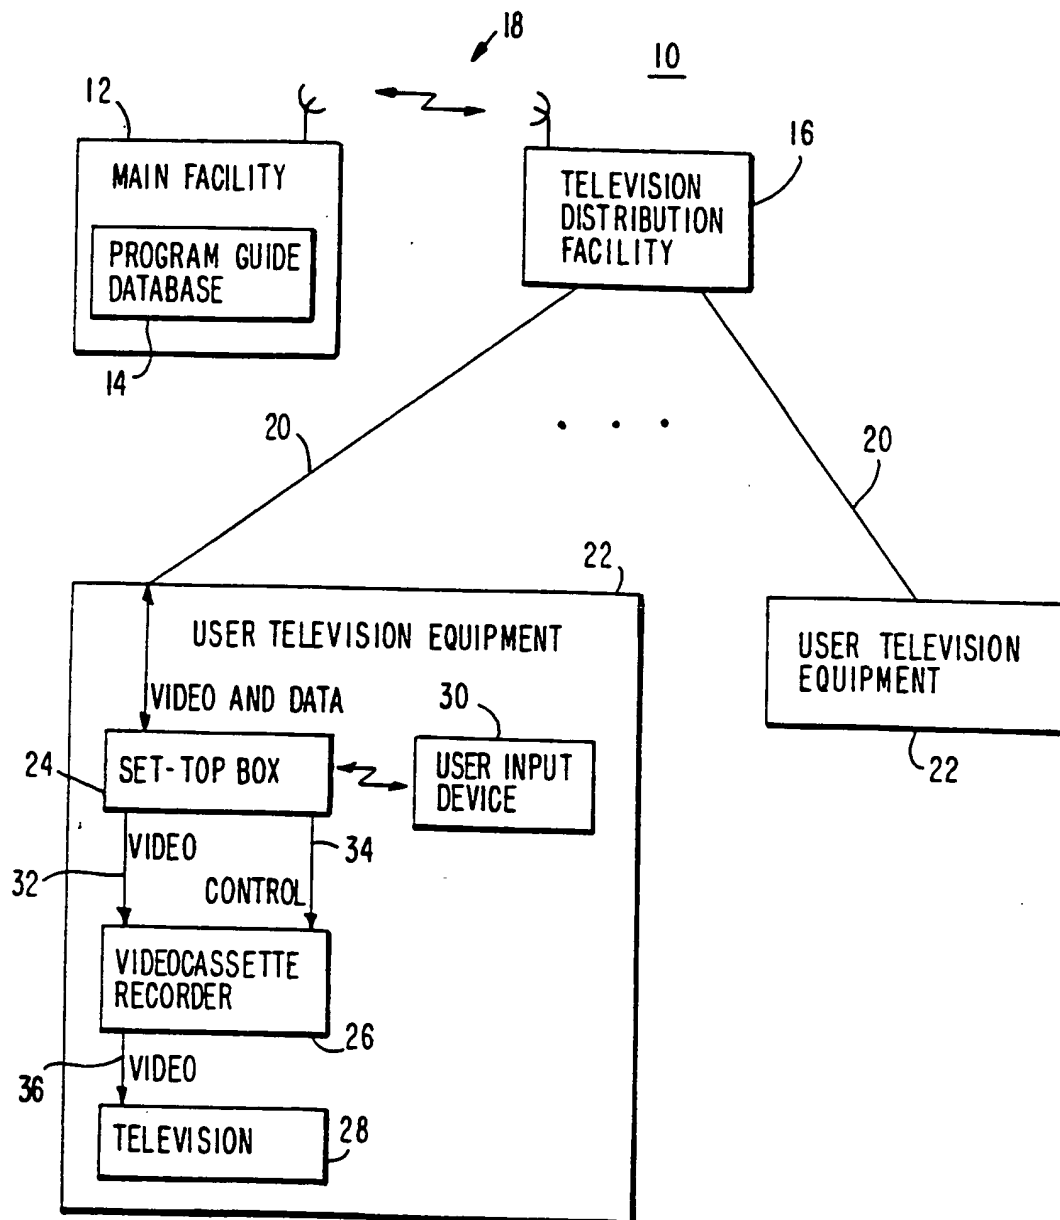 18
10
12
16
MAIN FACILITY
TELEVISION
DISTRIBUTION
FACILITY
PROGRAM GUIDE
DATABASE
14
20
20
22
USER TELEVISION EQUIPMENT
USER TELEVISION
EQUIPMENT
22
VIDEO AND DATA
30
24
SET-TOP BOX
USER INPUT
DEVICE
VIDEO
34
32
CONTROL
VIDEOCASSETTE
RECORDER
26
36
VIDEO
TELEVISION
28